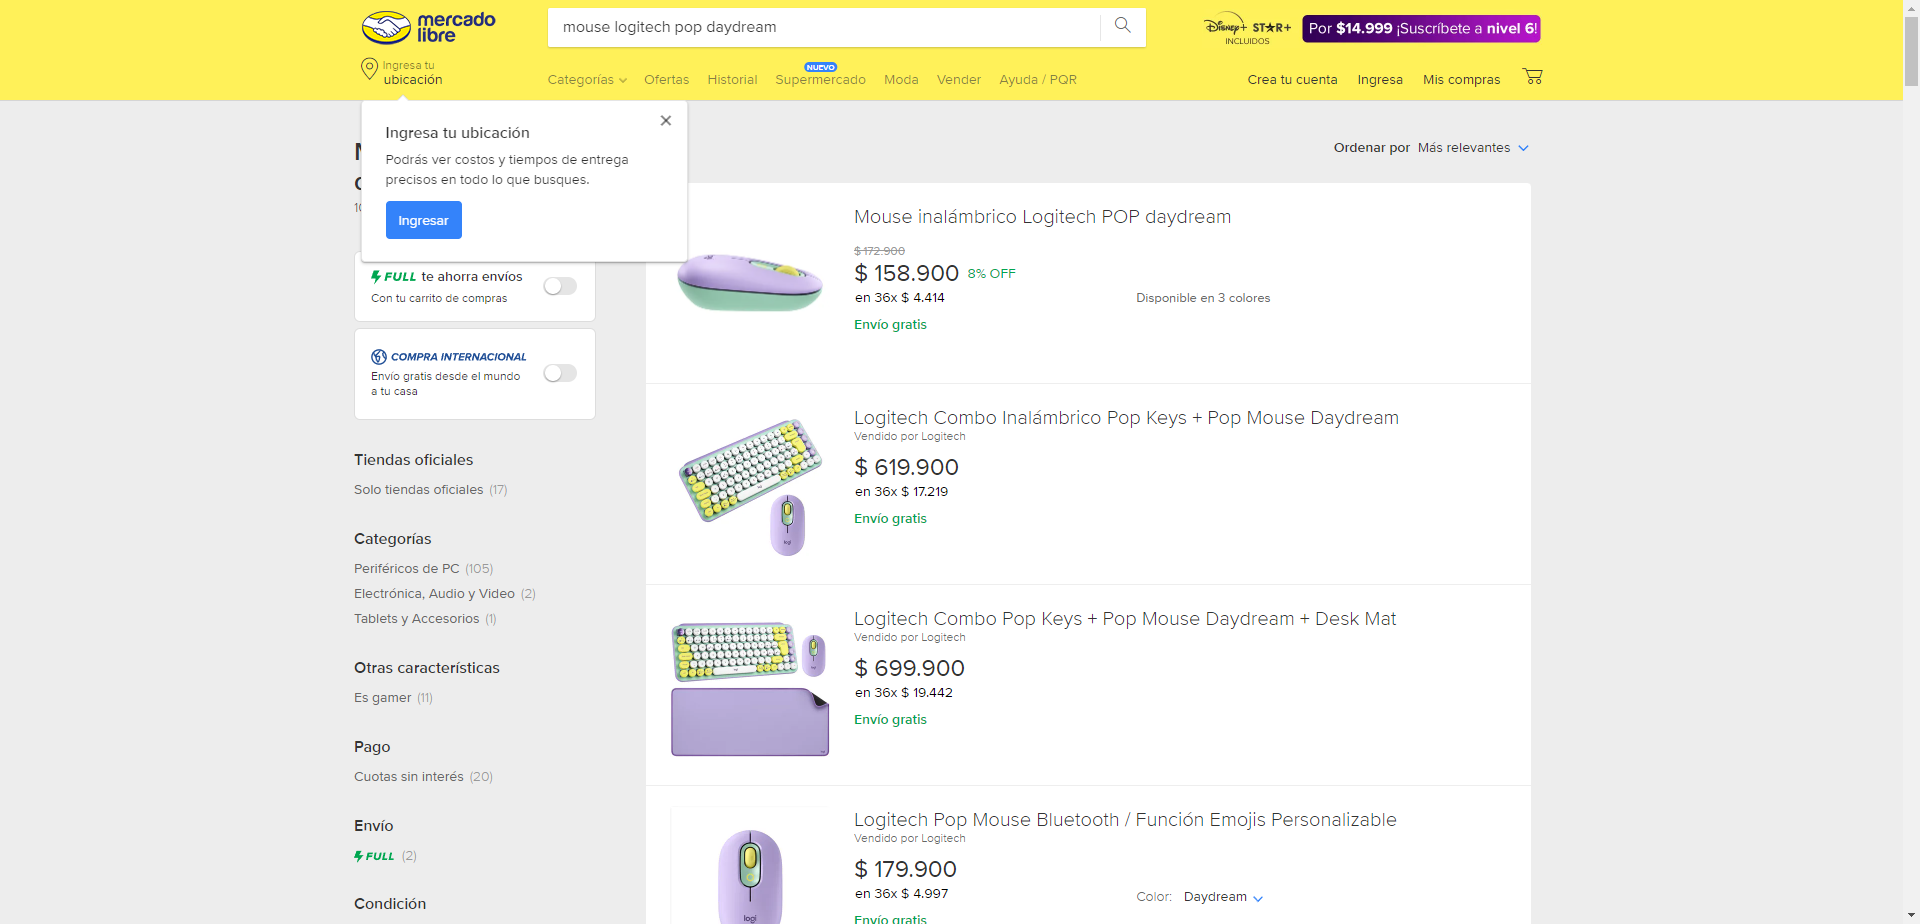 mercado
libre
mouse logitech pop daydream
Disney+ STAR+
INCLUIDOS
Por $14.999 ¡Suscríbete a nivel 6!
Ingresa tu
ubicación
Categorías
Ofertas
Historial
NUEVO
Supermercado
Moda
Vender
Ayuda / PQR
Crea tu cuenta
Ingresa
Mis compras
Ingresa tu ubicación
Podrás ver costos y tiempos de entrega
precisos en todo lo que busques.
Ingresar
Ordenar por Más relevantes
FULL te ahorra envíos
Con tu carrito de compras
COMPRA INTERNACIONAL
Envío gratis desde el mundo
a tu casa
Tiendas oficiales
Solo tiendas oficiales (17)
Categorías
Periféricos de PC (105)
Electrónica, Audio y Video (2)
Tablets y Accesorios (1)
Otras características
Es gamer (11)
Pago
Cuotas sin interés (20)
Envío
FULL (2)
Condición
Mouse inalámbrico Logitech POP daydream
$ 172.900
$ 158.900 8% OFF
en 36x $ 4.414
Disponible en 3 colores
Envío gratis
Logitech Combo Inalámbrico Pop Keys + Pop Mouse Daydream
Vendido por Logitech
$ 619.900
en 36x $ 17.219
Envío gratis
logi
Logitech Combo Pop Keys + Pop Mouse Daydream + Desk Mat
Vendido por Logitech
$ 699.900
en 36x $ 19.442
Envío gratis
Logitech Pop Mouse Bluetooth / Función Emojis Personalizable
Vendido por Logitech
$ 179.900
en 36x $ 4.997
Color: Daydream
Envío gratis
logi